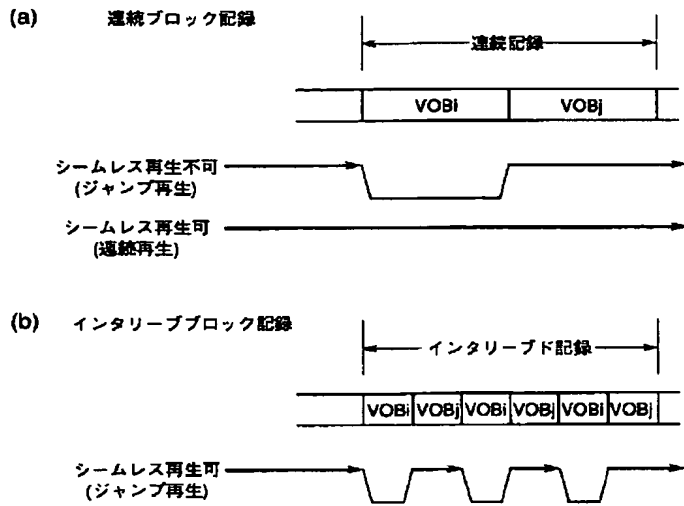 (a) 連続ブロック記録
連続記録
VOBi VOBj
シームレス再生不可
(ジャンプ再生)
シームレス再生可
(連続再生)
(b) インタリーブブロック記録
インタリーブド記録
VOBi VOBj VOBi VOBj VOBi VOBj
シームレス再生可
(ジャンプ再生)